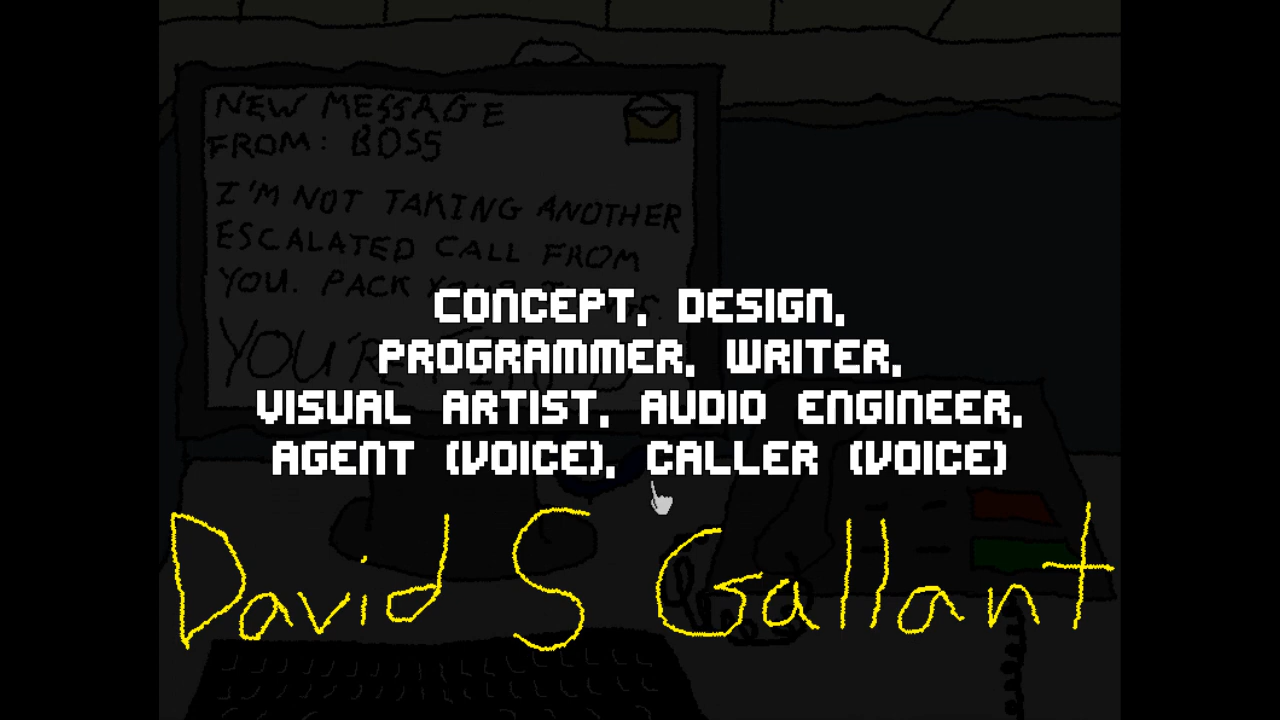 NEW MESSAGE
FROM: BOSS
I'M NOT TAKING ANOTHER
ESCALATED CALL FROM
YOU. PACK
CONCEPT, DESIGN,
PROGRAMMER, WRITER,
VISUAL ARTIST, AUDIO ENGINEER,
AGENT (VOICE), CALLER (VOICE)
David S Gallant